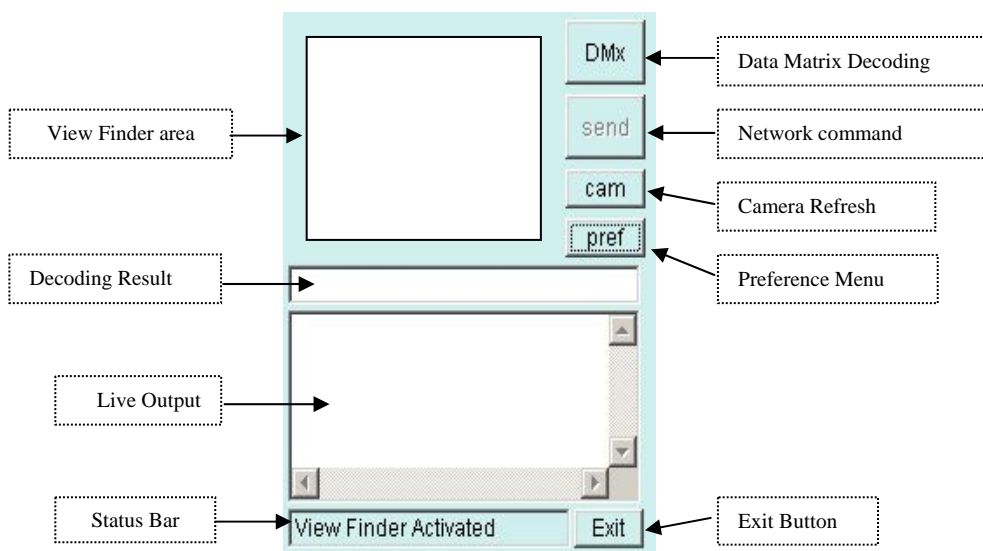 DMx
Data Matrix Decoding
View Finder area
send
Network command
cam
Camera Refresh
pref
Decoding Result
Preference Menu
Live Output
Status Bar
View Finder Activated
Exit
Exit Button